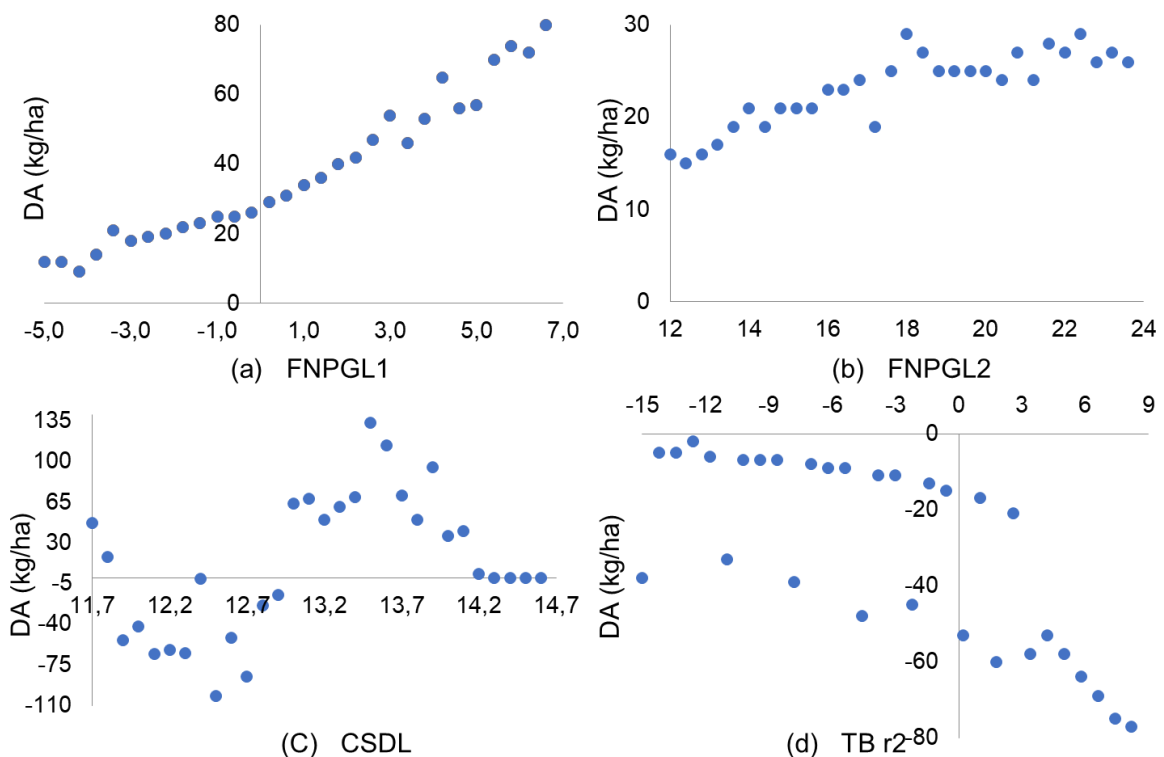 80
60
40
20
0
DA (kg/ha)
-5,0 -3,0 -1,0 1,0 3,0 5,0 7,0
(a) FNPGL1
30
20
10
0
DA (kg/ha)
12 14 16 18 20 22 24
(b) FNPGL2
135
100
65
30
-5
-40
-75
-110
DA (kg/ha)
11,7 12,2 12,7 13,2 13,7 14,2 14,7
(C) CSDL
-15 -12 -9 -6 -3 0 3 6 9
0
-20
-40
-60
-80
DA (kg/ha)
(d) TB r2